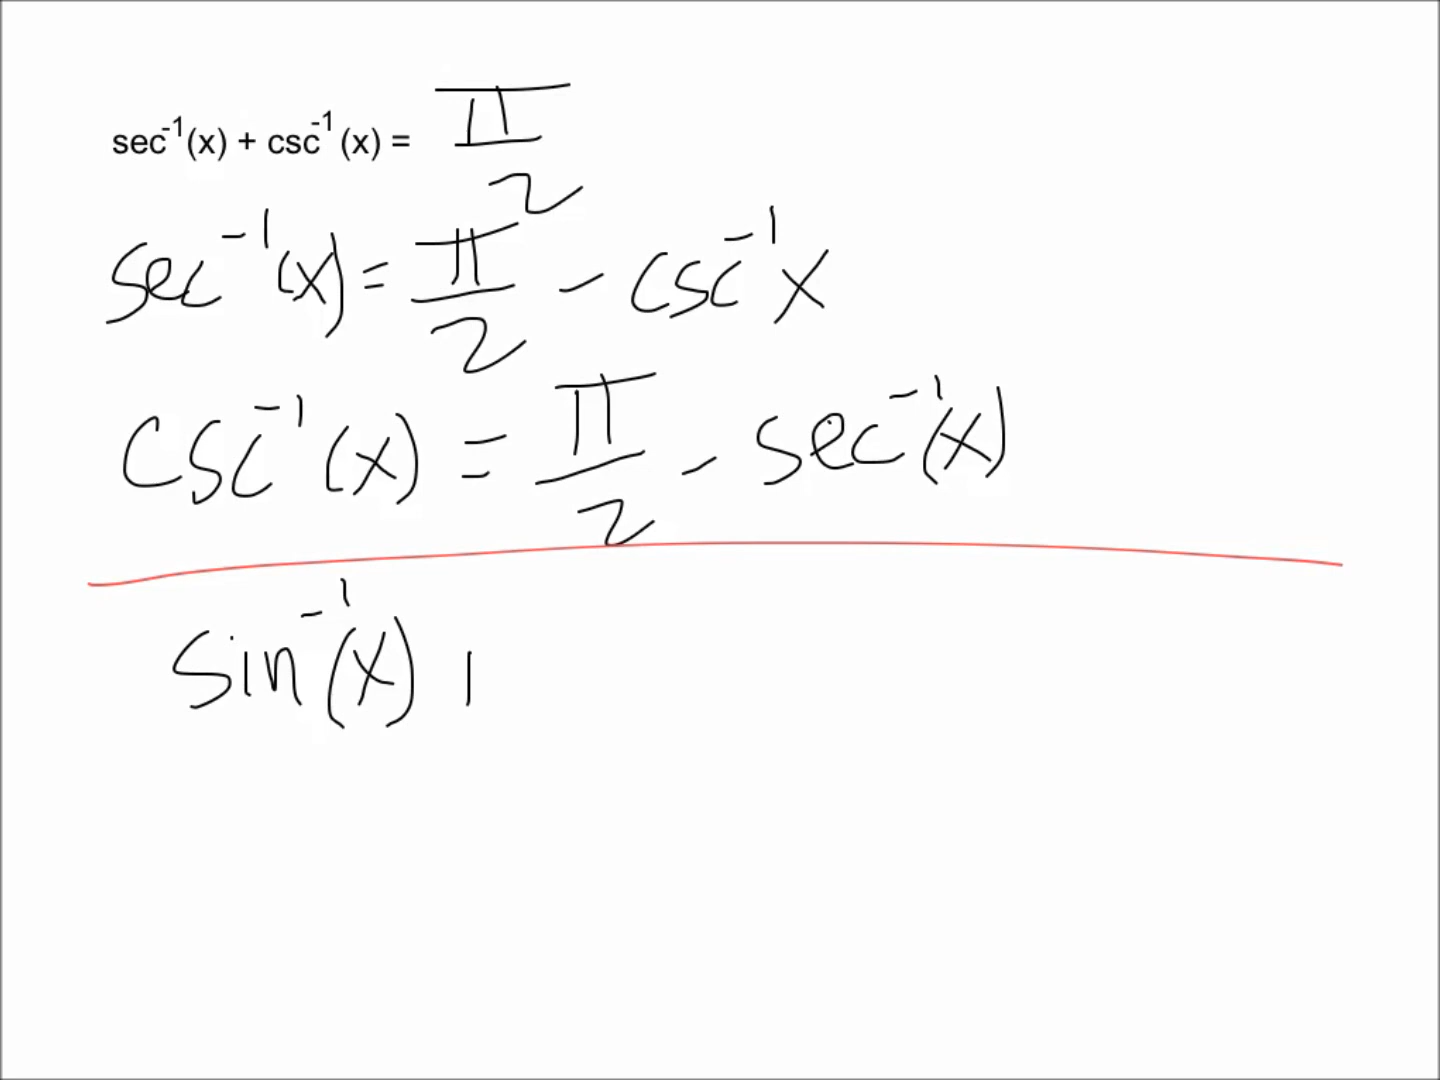 sec⁻¹(x) + csc⁻¹(x) = π/2
sec⁻¹(x) = π/2 - csc⁻¹x
csc⁻¹(x) = π/2 - sec⁻¹(x)
sin⁻¹(x) |